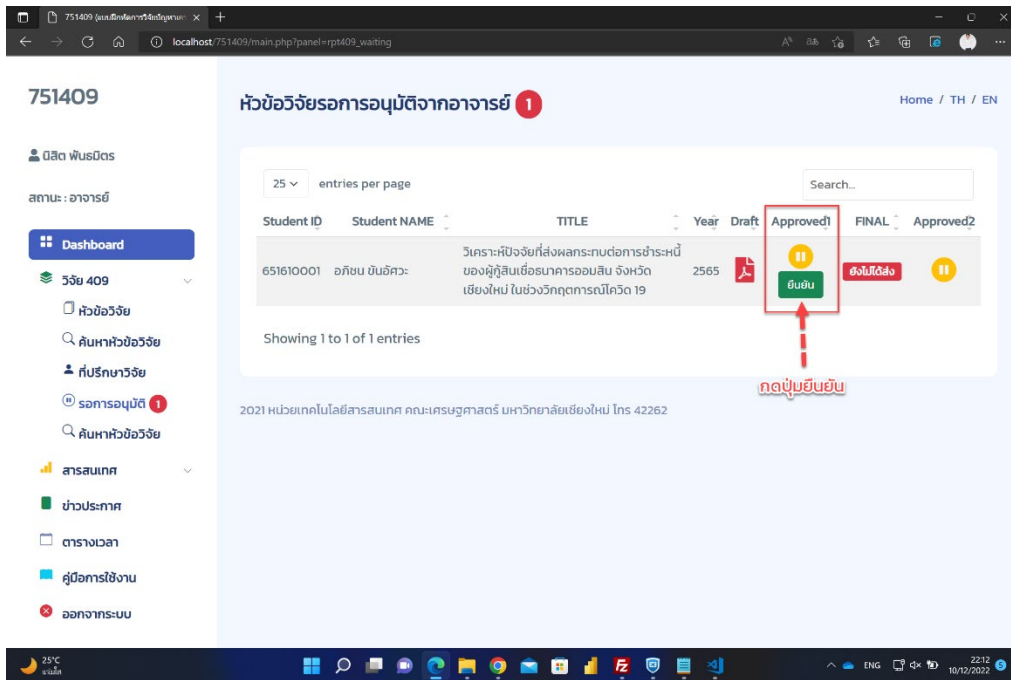 751409 (แบบฝึกหัดการวิจัยปัญหาเศ
localhost/751409/main.php?panel=rpt409_waiting
751409
หัวข้อวิจัยรอการอนุมัติจากอาจารย์ 1
Home / TH / EN
นิสิต พันธมิตร
สถานะ : อาจารย์
Dashboard
วิจัย 409
หัวข้อวิจัย
ค้นหาหัวข้อวิจัย
ที่ปรึกษาวิจัย
รอการอนุมัติ 1
ค้นหาหัวข้อวิจัย
สารสนเทศ
ข่าวประกาศ
ตารางเวลา
คู่มือการใช้งาน
ออกจากระบบ
25 entries per page
Search...
Student ID Student NAME TITLE Year Draft Approved1 FINAL Approved2
651610001 อภิชน ขันอัศวะ
วิเคราะห์ปัจจัยที่ส่งผลกระทบต่อการชำระหนี้
ของผู้กู้สินเชื่อธนาคารออมสิน จังหวัด
เชียงใหม่ ในช่วงวิกฤตการณ์โควิด 19
2565
ยืนยัน
ยังไม่ได้ส่ง
Showing 1 to 1 of 1 entries
กดปุ่มยืนยัน
2021 หน่วยเทคโนโลยีสารสนเทศ คณะเศรษฐศาสตร์ มหาวิทยาลัยเชียงใหม่ โทร 42262
25°C
ENG
22:12
10/12/2022
5